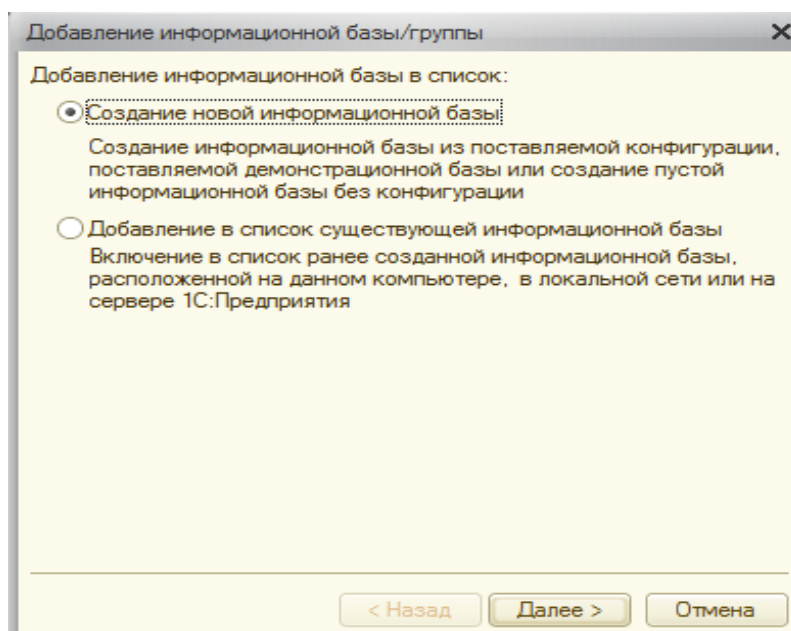 Добавление информационной базы/группы
Добавление информационной базы в список:
Создание новой информационной базы
Создание информационной базы из поставляемой конфигурации,
поставляемой демонстрационной базы или создание пустой
информационной базы без конфигурации
Добавление в список существующей информационной базы
Включение в список ранее созданной информационной базы,
расположенной на данном компьютере, в локальной сети или на
сервере 1С:Предприятия
< Назад Далее > Отмена